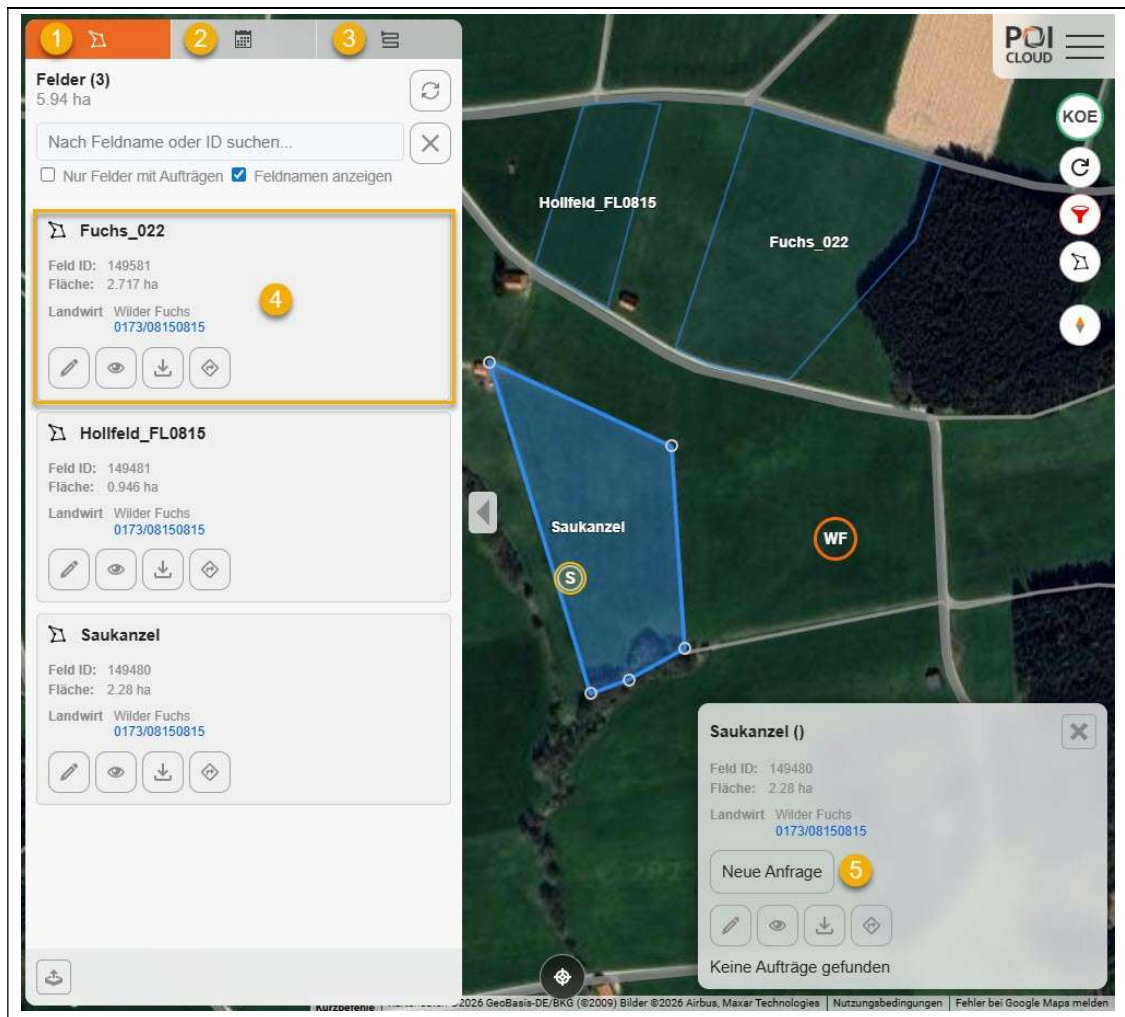 1
2
3
Felder (3)
5.94 ha
Nach Feldname oder ID suchen...
Nur Felder mit Aufträgen Feldnamen anzeigen
Fuchs_022
Feld ID: 149581
Fläche: 2.717 ha
4
Landwirt Wilder Fuchs
0173/08150815
Hollfeld_FL0815
Feld ID: 149481
Fläche: 0.946 ha
Landwirt Wilder Fuchs
0173/08150815
Saukanzel
Feld ID: 149480
Fläche: 2.28 ha
Landwirt Wilder Fuchs
0173/08150815
POI
CLOUD
KOE
Hollfeld_FL0815
Fuchs_022
Saukanzel
WF
S
Saukanzel ()
Feld ID: 149480
Fläche: 2.28 ha
Landwirt Wilder Fuchs
0173/08150815
Neue Anfrage
5
Keine Aufträge gefunden
Kurzbefehle ©2026 GeoBasis-DE/BKG (©2009) Bilder ©2026 Airbus, Maxar Technologies Nutzungsbedingungen Fehler bei Google Maps melden